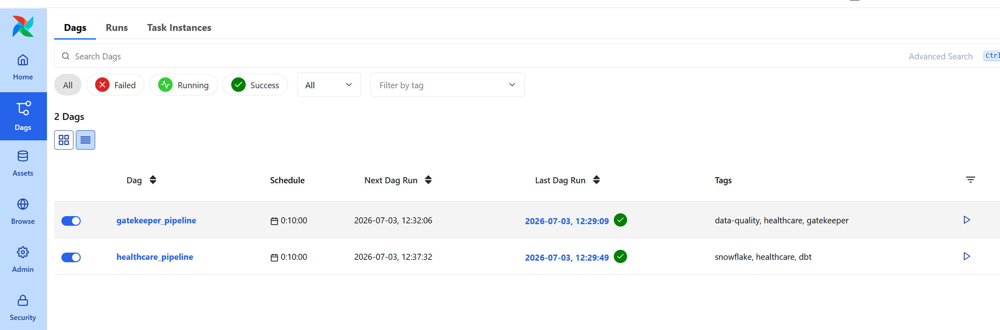 Dags Runs Task Instances
Search Dags Advanced Search Ctrl
Home
All Failed Running Success All Filter by tag
2 Dags
Dags
Assets
Dag Schedule Next Dag Run Last Dag Run Tags
Browse
gatekeeper_pipeline 0:10:00 2026-07-03, 12:32:06 2026-07-03, 12:29:09 data-quality, healthcare, gatekeeper
healthcare_pipeline 0:10:00 2026-07-03, 12:37:32 2026-07-03, 12:29:49 snowflake, healthcare, dbt
Admin
Security